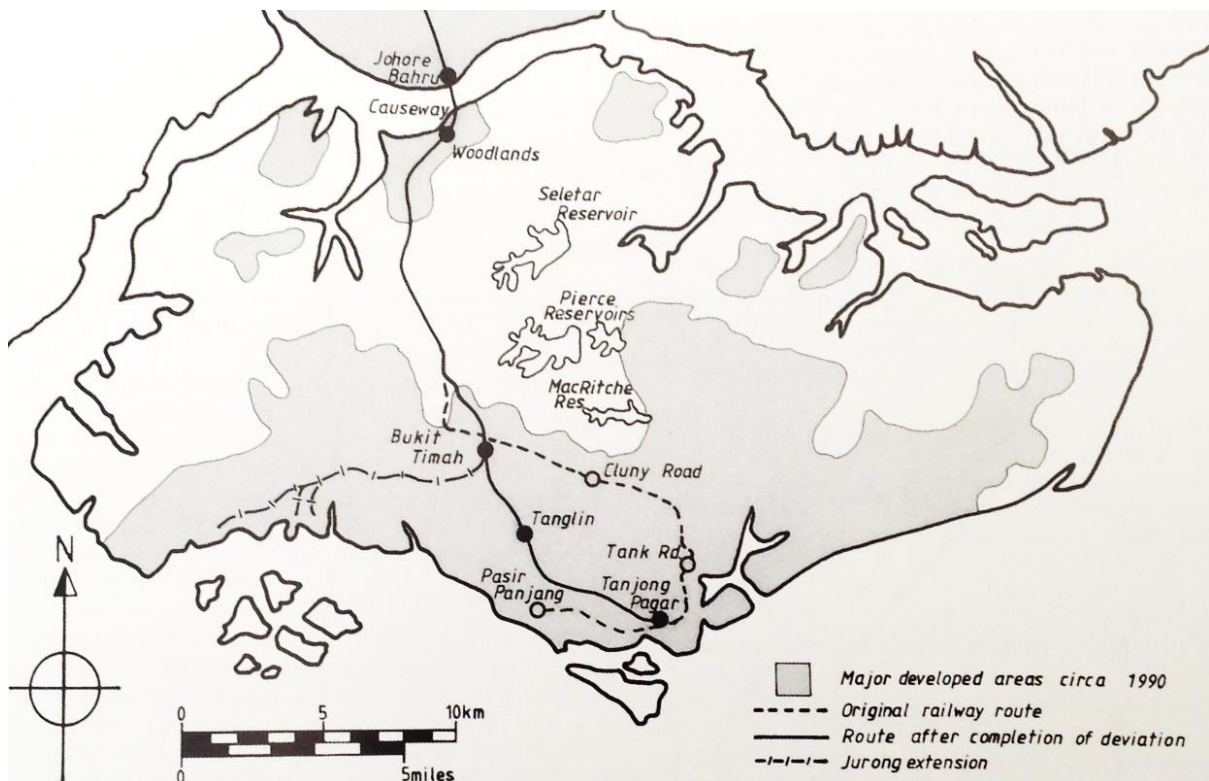 Johore
Bahru
Causeway
Woodlands
Seletar
Reservoir
Pierce
Reservoirs
MacRitche
Res
Bukit
Timah
Cluny Road
Tanglin
Tank Rd
Pasir
Panjang
Tanjong
Pagar
N
0 5 10km
0 5miles
Major developed areas circa 1990
Original railway route
Route after completion of deviation
Jurong extension